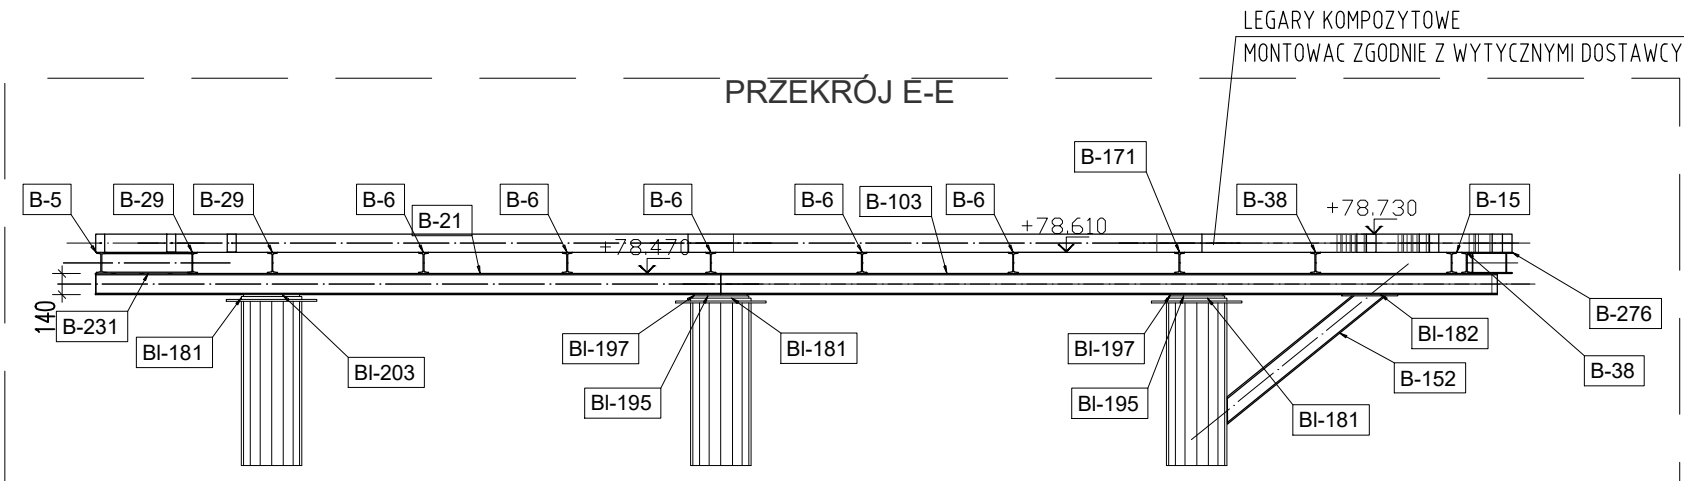 LEGARY KOMPOZYTOWE
MONTOWAC ZGODNIE Z WYTYCZNYMI DOSTAWCY
PRZEKRÓJ E-E
B-171
B-5
B-29
B-29
B-6
B-21
B-6
B-6
B-6
B-103
B-6
B-38
B-15
+78.730
+78.610
+78.470
140
B-231
Bl-181
Bl-203
Bl-197
Bl-195
Bl-181
Bl-197
Bl-195
Bl-181
Bl-182
B-152
B-38
B-276